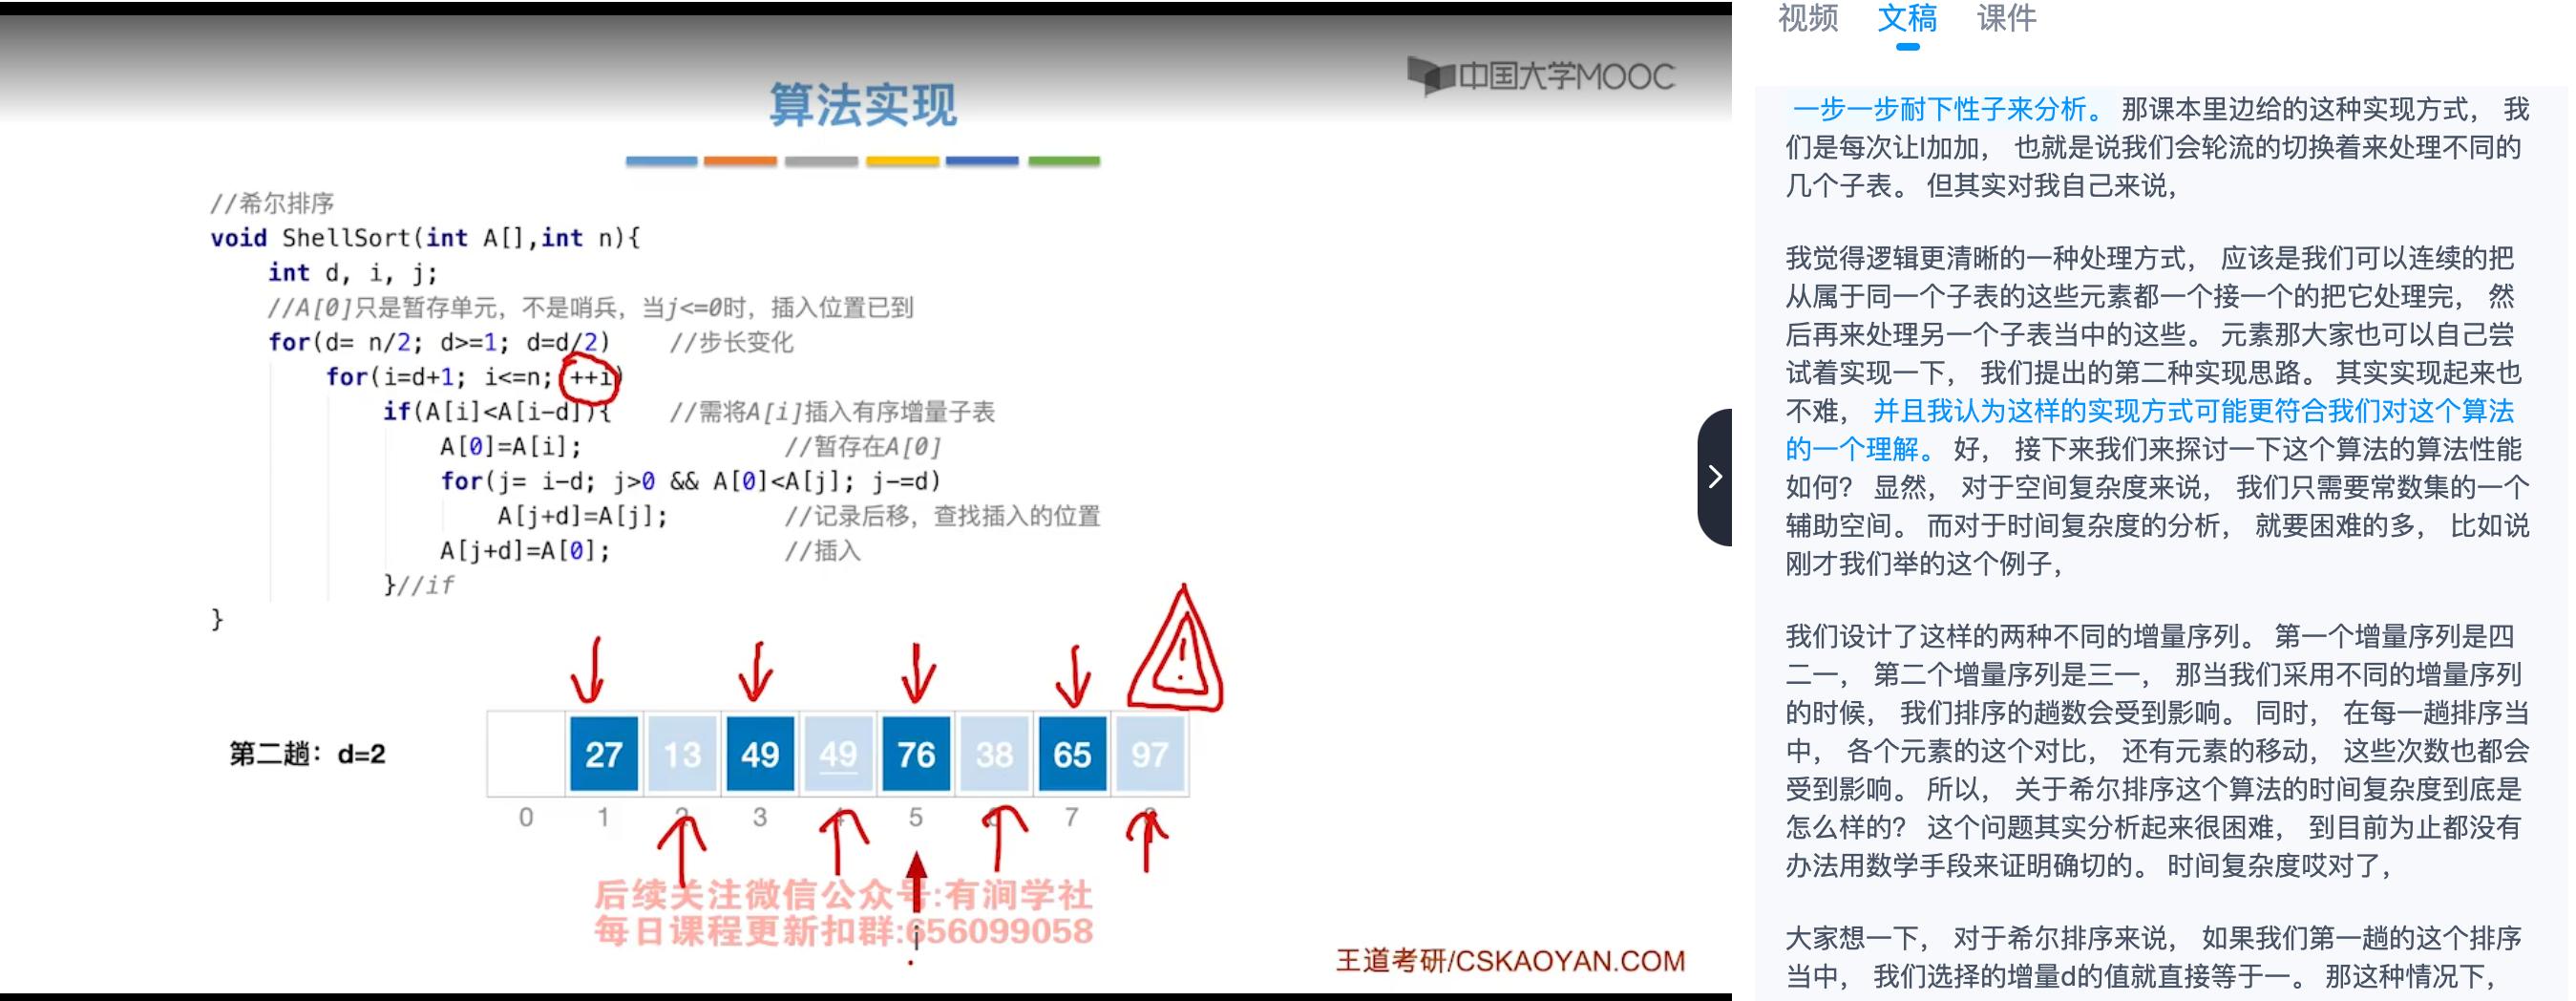 中国大学MOOC
算法实现
//希尔排序
void ShellSort(int A[],int n){
int d, i, j;
//A[0]只是暂存单元，不是哨兵，当j<=0时，插入位置已到
for(d= n/2; d>=1; d=d/2) //步长变化
for(i=d+1; i<=n; ++i)
if(A[i]<A[i-d]){ //需将A[i]插入有序增量子表
A[0]=A[i]; //暂存在A[0]
for(j= i-d; j>0 && A[0]<A[j]; j-=d)
A[j+d]=A[j]; //记录后移，查找插入的位置
A[j+d]=A[0]; //插入
}//if
}
!
第二趟：d=2
27 13 49 49 76 38 65 97
0 1 2 3 4 5 6 7 8
后续关注微信公众号:有涧学社
每日课程更新扣群:656099058
i
王道考研/CSKAOYAN.COM
视频 文稿 课件
一步一步耐下性子来分析。 那课本里边给的这种实现方式， 我
们是每次让I加加， 也就是说我们会轮流的切换着来处理不同的
几个子表。 但其实对我自己来说，
我觉得逻辑更清晰的一种处理方式， 应该是我们可以连续的把
从属于同一个子表的这些元素都一个接一个的把它处理完， 然
后再来处理另一个子表当中的这些。 元素那大家也可以自己尝
试着实现一下， 我们提出的第二种实现思路。 其实实现起来也
不难， 并且我认为这样的实现方式可能更符合我们对这个算法
的一个理解。 好， 接下来我们来探讨一下这个算法的算法性能
如何? 显然， 对于空间复杂度来说， 我们只需要常数集的一个
辅助空间。 而对于时间复杂度的分析， 就要困难的多， 比如说
刚才我们举的这个例子，
我们设计了这样的两种不同的增量序列。 第一个增量序列是四
二一， 第二个增量序列是三一， 那当我们采用不同的增量序列
的时候， 我们排序的趟数会受到影响。 同时， 在每一趟排序当
中， 各个元素的这个对比， 还有元素的移动， 这些次数也都会
受到影响。 所以， 关于希尔排序这个算法的时间复杂度到底是
怎么样的? 这个问题其实分析起来很困难， 到目前为止都没有
办法用数学手段来证明确切的。 时间复杂度哎对了，
大家想一下， 对于希尔排序来说， 如果我们第一趟的这个排序
当中， 我们选择的增量d的值就直接等于一。 那这种情况下，